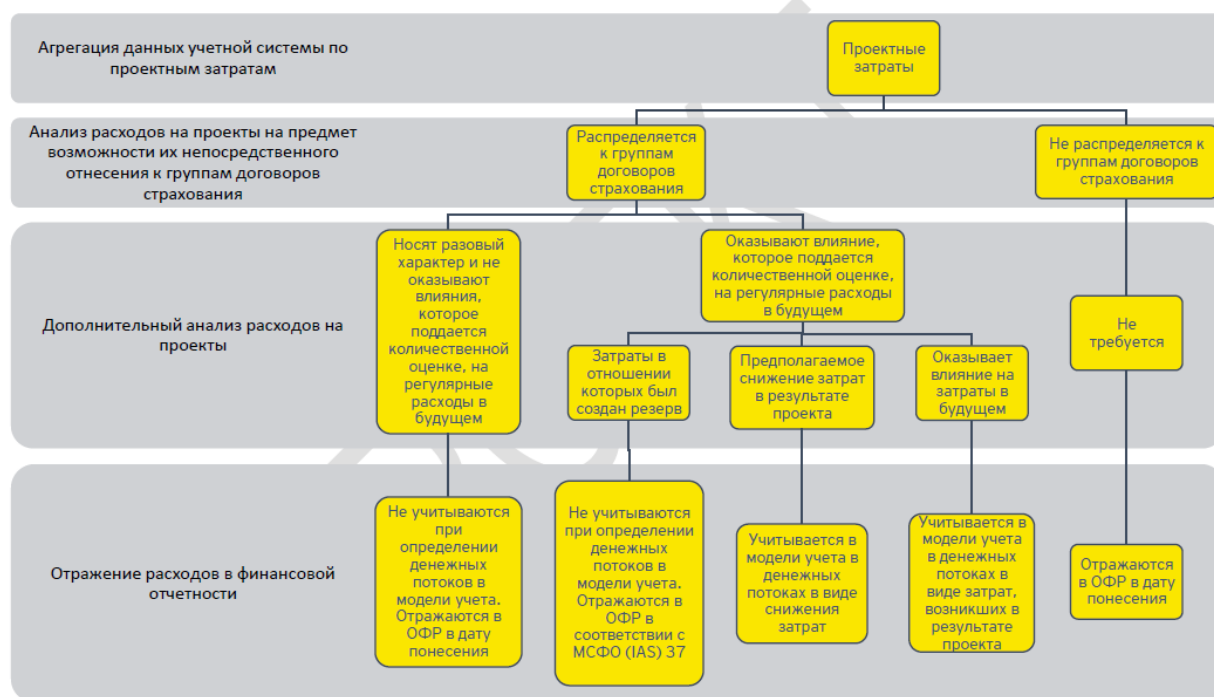 Агрегация данных учетной системы по
проектным затратам
Проектные
затраты
Анализ расходов на проекты на предмет
возможности их непосредственного
отнесения к группам договоров
страхования
Распределяется
к группам
договоров
страхования
Не распределяется к
группам договоров
страхования
Дополнительный анализ расходов на
проекты
Носят разовый
характер и не
оказывают
влияния,
которое
поддается
количественной
оценке, на
регулярные
расходы в
будущем
Оказывают влияние,
которое поддается
количественной оценке,
на регулярные расходы
в будущем
Затраты в
отношении
которых был
создан резерв
Предполагаемое
снижение затрат
в результате
проекта
Оказывает
влияние на
затраты в
будущем
Не
требуется
Отражение расходов в финансовой
отчетности
Не учитываются
при
определении
денежных
потоков в
модели учета.
Отражаются в
ОФР в дату
понесения
Не учитываются
при определении
денежных
потоков в
модели учета.
Отражаются в
ОФР в
соответствии с
МСФО (IAS) 37
Учитывается в
модели учета в
денежных
потоках в виде
снижения
затрат
Учитывается в
модели учета
в денежных
потоках в
виде затрат,
возникших в
результате
проекта
Отражаются
в ОФР в дату
понесения